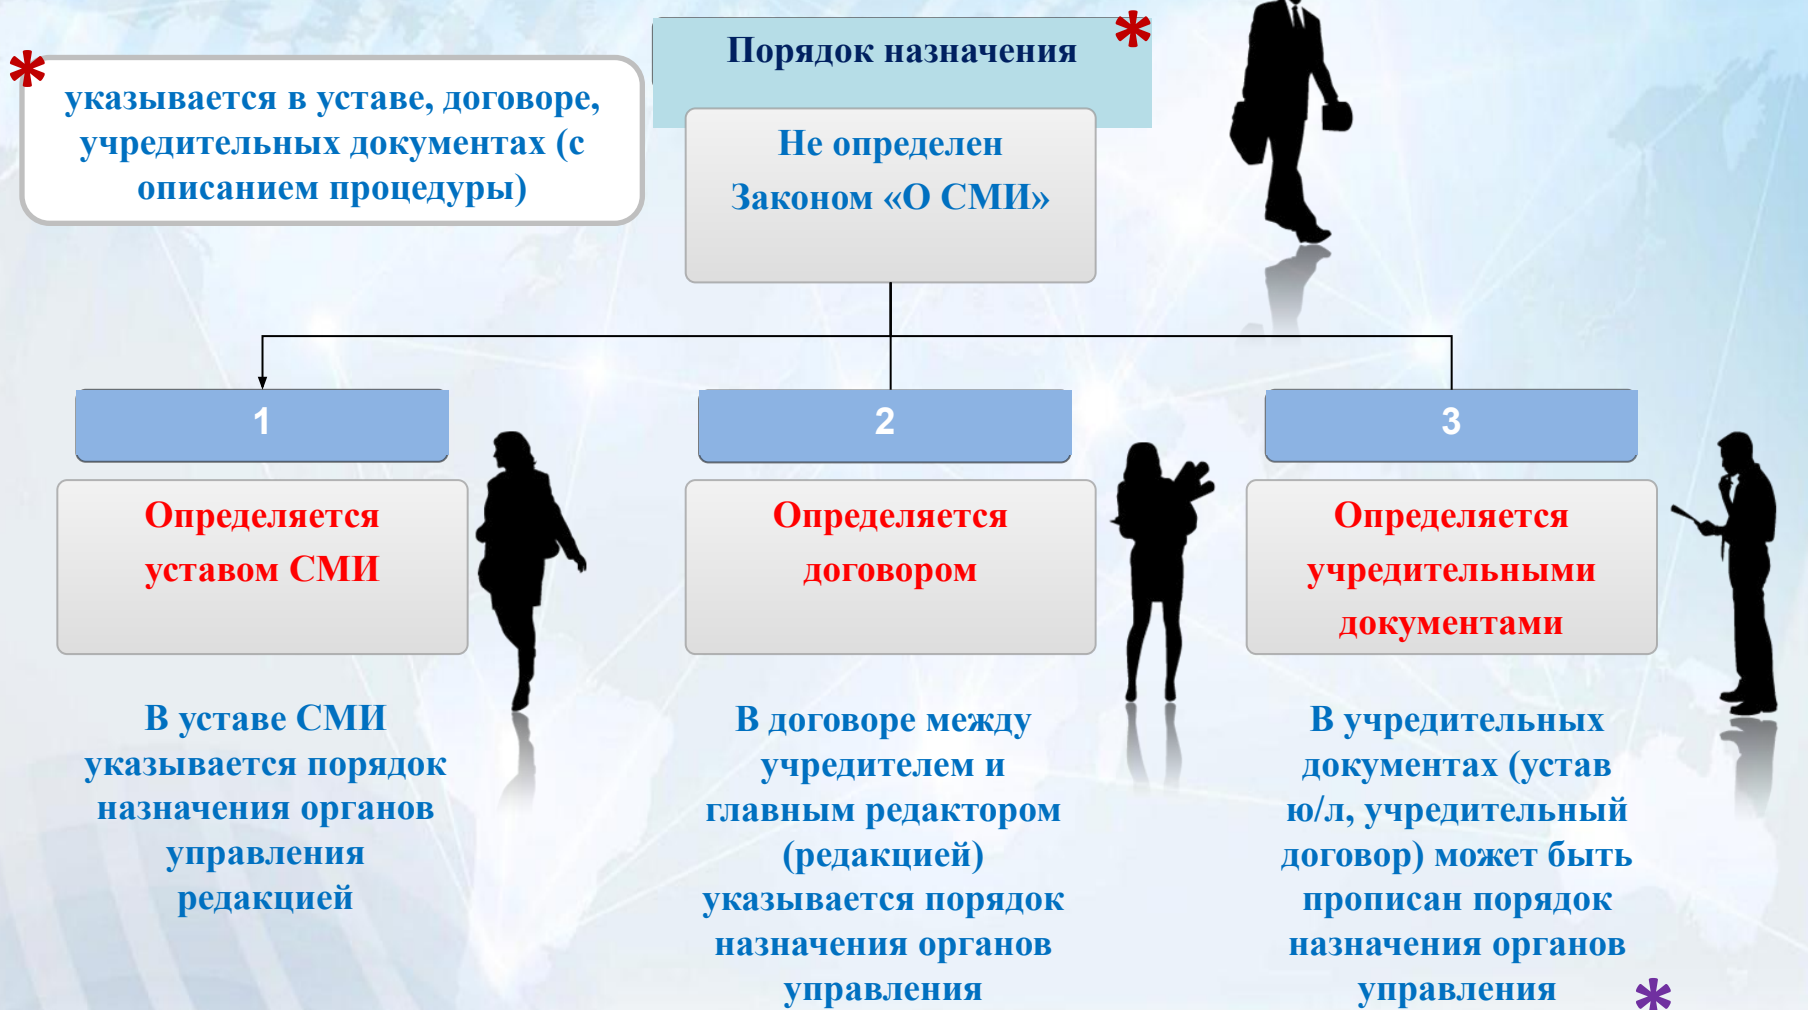 *
Порядок назначения
*
указывается в уставе, договоре,
учредительных документах (с
описанием процедуры)
Не определен
Законом «О СМИ»
1
Определяется
уставом СМИ
В уставе СМИ
указывается порядок
назначения органов
управления
редакцией
2
Определяется
договором
В договоре между
учредителем и
главным редактором
(редакцией)
указывается порядок
назначения органов
управления
3
Определяется
учредительными
документами
В учредительных
документах (устав
ю/л, учредительный
договор) может быть
прописан порядок
назначения органов
управления
*